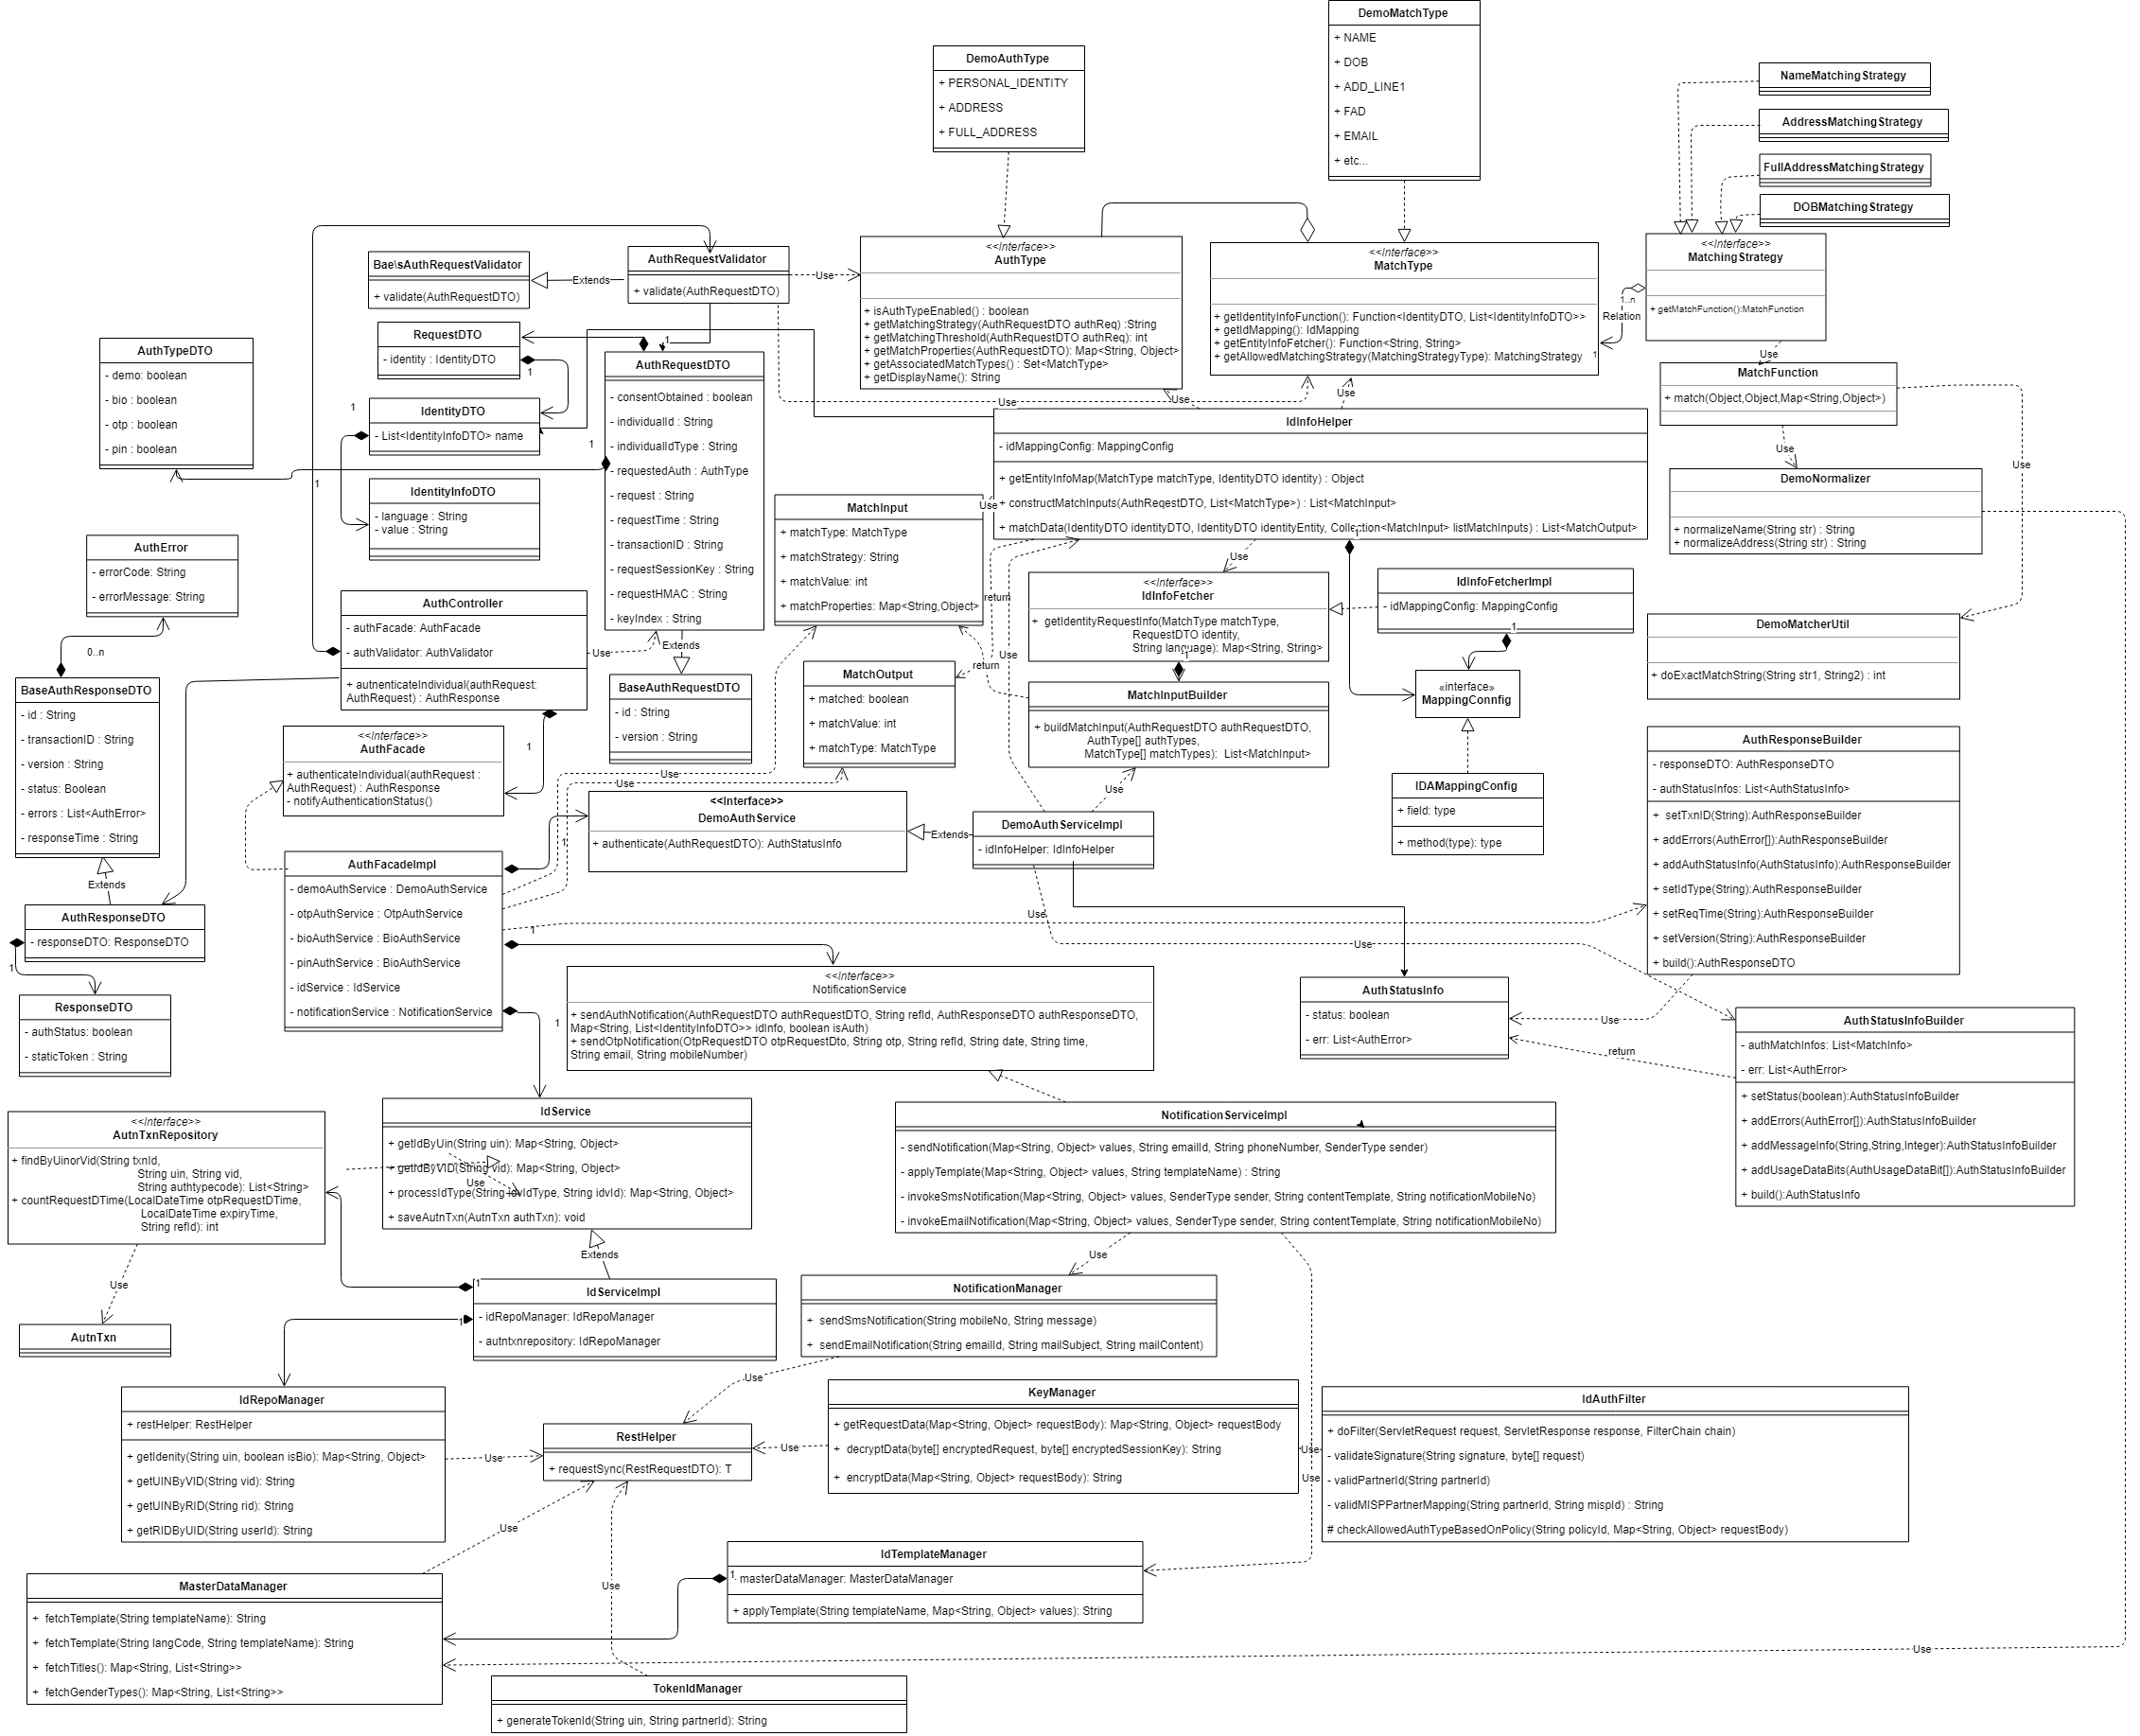 DemoMatchType
+ NAME
+ DOB
+ ADD_LINE1
+ FAD
+ EMAIL
+ etc...
DemoAuthType
+ PERSONAL_IDENTITY
+ ADDRESS
+ FULL_ADDRESS
NameMatchingStrategy
AddressMatchingStrategy
FullAddressMatchingStrategy
DOBMatchingStrategy
<<Interface>>
MatchingStrategy
+ getMatchFunction():MatchFunction
1..n
Relation
1
<<Interface>>
MatchType
+ getIdentityInfoFunction(): Function<IdentityDTO, List<IdentityInfoDTO>>
+ getIdMapping(): IdMapping
+ getEntityInfoFetcher(): Function<String, String>
+ getAllowedMatchingStrategy(MatchingStrategyType): MatchingStrategy
<<Interface>>
AuthType
+ isAuthTypeEnabled() : boolean
+ getMatchingStrategy(AuthRequestDTO authReq) :String
+ getMatchingThreshold(AuthRequestDTO authReq): int
+ getMatchProperties(AuthRequestDTO): Map<String, Object>
+ getAssociatedMatchTypes() : Set<MatchType>
+ getDisplayName(): String
AuthRequestValidator
+ validate(AuthRequestDTO)
Use
Extends
Bae\sAuthRequestValidator
+ validate(AuthRequestDTO)
RequestDTO
- identity : IdentityDTO
1
1
IdentityDTO
- List<IdentityInfoDTO> name
1
IdentityInfoDTO
- language : String
- value : String
AuthTypeDTO
- demo: boolean
- bio : boolean
- otp : boolean
- pin : boolean
1
1
AuthRequestDTO
- consentObtained : boolean
- individualId : String
- individualIdType : String
- requestedAuth : AuthType
- request : String
- requestTime : String
- transactionID : String
- requestSessionKey : String
- requestHMAC : String
- keyIndex : String
Extends
BaseAuthRequestDTO
- id : String
- version : String
Use
Use
Use
Use
MatchFunction
+ match(Object,Object,Map<String,Object>)
Use
Use
DemoNormalizer
+ normalizeName(String str) : String
+ normalizeAddress(String str) : String
DemoMatcherUtil
+ doExactMatchString(String str1, String2) : int
IdInfoHelper
- idMappingConfig: MappingConfig
+ getEntityInfoMap(MatchType matchType, IdentityDTO identity) : Object
+ constructMatchInputs(AuthReqestDTO, List<MatchType>) : List<MatchInput>
+ matchData(IdentityDTO identityDTO, IdentityDTO identityEntity, Collection<MatchInput> listMatchInputs) : List<MatchOutput>
Use
1
Use
return
Use
return
MatchInput
+ matchType: MatchType
+ matchStrategy: String
+ matchValue: int
+ matchProperties: Map<String,Object>
MatchOutput
+ matched: boolean
+ matchValue: int
+ matchType: MatchType
<<Interface>>
IdInfoFetcher
+ getIdentityRequestInfo(MatchType matchType,
RequestDTO identity,
String language): Map<String, String>
1
IdInfoFetcherImpl
- idMappingConfig: MappingConfig
1
<<interface>>
MappingConnfig
IDAMappingConfig
+ field: type
+ method(type): type
MatchInputBuilder
+ buildMatchInput(AuthRequestDTO authRequestDTO,
AuthType[] authTypes,
MatchType[] matchTypes): List<MatchInput>
Use
DemoAuthServiceImpl
- idInfoHelper: IdInfoHelper
Extends
<<Interface>>
DemoAuthService
+ authenticate(AuthRequestDTO): AuthStatusInfo
AuthError
- errorCode: String
- errorMessage: String
0..n
BaseAuthResponseDTO
- id : String
- transactionID : String
- version : String
- status: Boolean
- errors : List<AuthError>
- responseTime : String
Extends
AuthResponseDTO
- responseDTO: ResponseDTO
1
ResponseDTO
- authStatus: boolean
- staticToken : String
AuthController
- authFacade: AuthFacade
- authValidator: AuthValidator
+ autnenticateIndividual(authRequest:
AuthRequest) : AuthResponse
Use
1
<<Interface>>
AuthFacade
+ authenticateIndividual(authRequest :
AuthRequest) : AuthResponse
- notifyAuthenticationStatus()
AuthFacadeImpl
- demoAuthService : DemoAuthService
- otpAuthService : OtpAuthService
- bioAuthService : BioAuthService
- pinAuthService : BioAuthService
- idService : IdService
- notificationService : NotificationService
Use
Use
1
Use
1
1
AuthResponseBuilder
- responseDTO: AuthResponseDTO
- authStatusInfos: List<AuthStatusInfo>
+ setTxnID(String):AuthResponseBuilder
+ addErrors(AuthError[]):AuthResponseBuilder
+ addAuthStatusInfo(AuthStatusInfo):AuthResponseBuilder
+ setIdType(String):AuthResponseBuilder
+ setReqTime(String):AuthResponseBuilder
+ setVersion(String):AuthResponseBuilder
+ build():AuthResponseDTO
Use
Use
AuthStatusInfo
- status: boolean
- err: List<AuthError>
return
AuthStatusInfoBuilder
- authMatchInfos: List<MatchInfo>
- err: List<AuthError>
+ setStatus(boolean):AuthStatusInfoBuilder
+ addErrors(AuthError[]):AuthStatusInfoBuilder
+ addMessageInfo(String,String,Integer):AuthStatusInfoBuilder
+ addUsageDataBits(AuthUsageDataBit[]):AuthStatusInfoBuilder
+ build():AuthStatusInfo
<<Interface>>
NotificationService
+ sendAuthNotification(AuthRequestDTO authRequestDTO, String refId, AuthResponseDTO authResponseDTO,
Map<String, List<IdentityInfoDTO>> idInfo, boolean isAuth)
+ sendOtpNotification(OtpRequestDTO otpRequestDto, String otp, String refId, String date, String time,
String email, String mobileNumber)
NotificationServiceImpl
- sendNotification(Map<String, Object> values, String emailId, String phoneNumber, SenderType sender)
- applyTemplate(Map<String, Object> values, String templateName) : String
- invokeSmsNotification(Map<String, Object> values, SenderType sender, String contentTemplate, String notificationMobileNo)
- invokeEmailNotification(Map<String, Object> values, SenderType sender, String contentTemplate, String notificationMobileNo)
Use
Use
<<Interface>>
AutnTxnRepository
+ findByUinorVid(String txnId,
String uin, String vid,
String authtypecode): List<String>
+ countRequestDTime(LocalDateTime otpRequestDTime,
LocalDateTime expiryTime,
String refId): int
Use
AutnTxn
IdService
+ getIdByUin(String uin): Map<String, Object>
+ getIdByVID(String vid): Map<String, Object>
+ processIdType(String idvIdType, String idvId): Map<String, Object>
+ saveAutnTxn(AutnTxn authTxn): void
Use
Extends
1
1
IdServiceImpl
- idRepoManager: IdRepoManager
- autntxnrepository: IdRepoManager
NotificationManager
+ sendSmsNotification(String mobileNo, String message)
+ sendEmailNotification(String emailId, String mailSubject, String mailContent)
Use
IdRepoManager
+ restHelper: RestHelper
+ getIdenity(String uin, boolean isBio): Map<String, Object>
+ getUINByVID(String vid): String
+ getUINByRID(String rid): String
+ getRIDByUID(String userId): String
Use
RestHelper
+ requestSync(RestRequestDTO): T
Use
KeyManager
+ getRequestData(Map<String, Object> requestBody): Map<String, Object> requestBody
+ decryptData(byte[] encryptedRequest, byte[] encryptedSessionKey): String
+ encryptData(Map<String, Object> requestBody): String
Use
IdAuthFilter
+ doFilter(ServletRequest request, ServletResponse response, FilterChain chain)
- validateSignature(String signature, byte[] request)
- validPartnerId(String partnerId)
- validMISPPartnerMapping(String partnerId, String mispId) : String
# checkAllowedAuthTypeBasedOnPolicy(String policyId, Map<String, Object> requestBody)
Use
Use
IdTemplateManager
1
masterDataManager: MasterDataManager
+ applyTemplate(String templateName, Map<String, Object> values): String
MasterDataManager
+ fetchTemplate(String templateName): String
+ fetchTemplate(String langCode, String templateName): String
+ fetchTitles(): Map<String, List<String>>
+ fetchGenderTypes(): Map<String, List<String>>
Use
TokenIdManager
+ generateTokenId(String uin, String partnerId): String